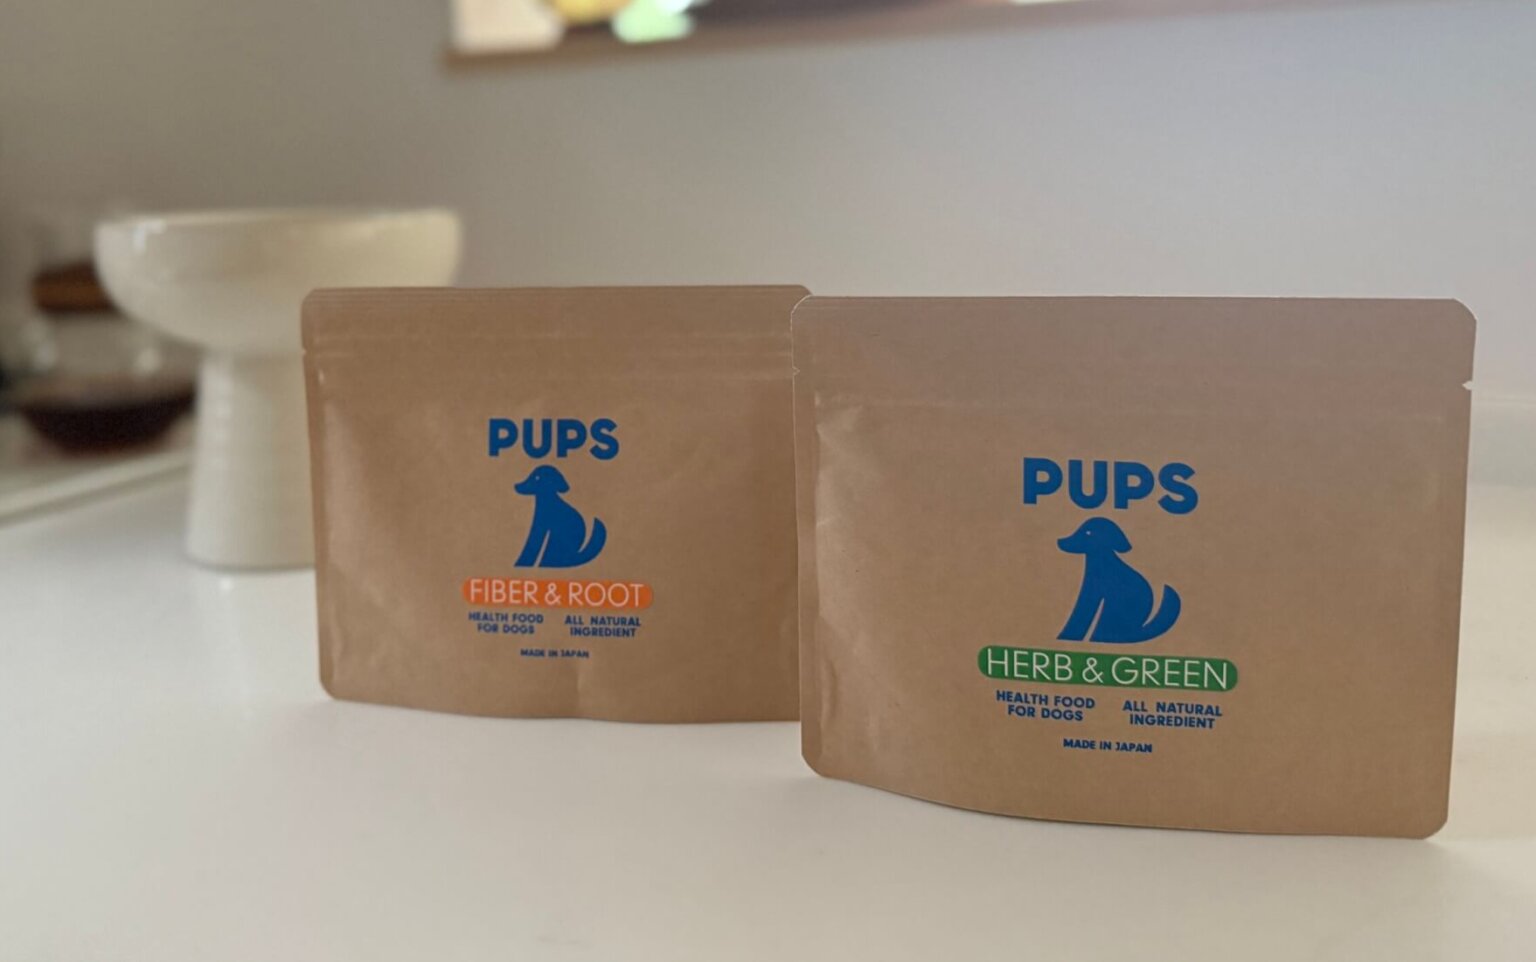 PUPS
FIBER & ROOT
HEALTH FOOD
FOR DOGS
ALL NATURAL
INGREDIENT
MADE IN JAPAN
PUPS
HERB & GREEN
HEALTH FOOD
FOR DOGS
ALL NATURAL
INGREDIENT
MADE IN JAPAN